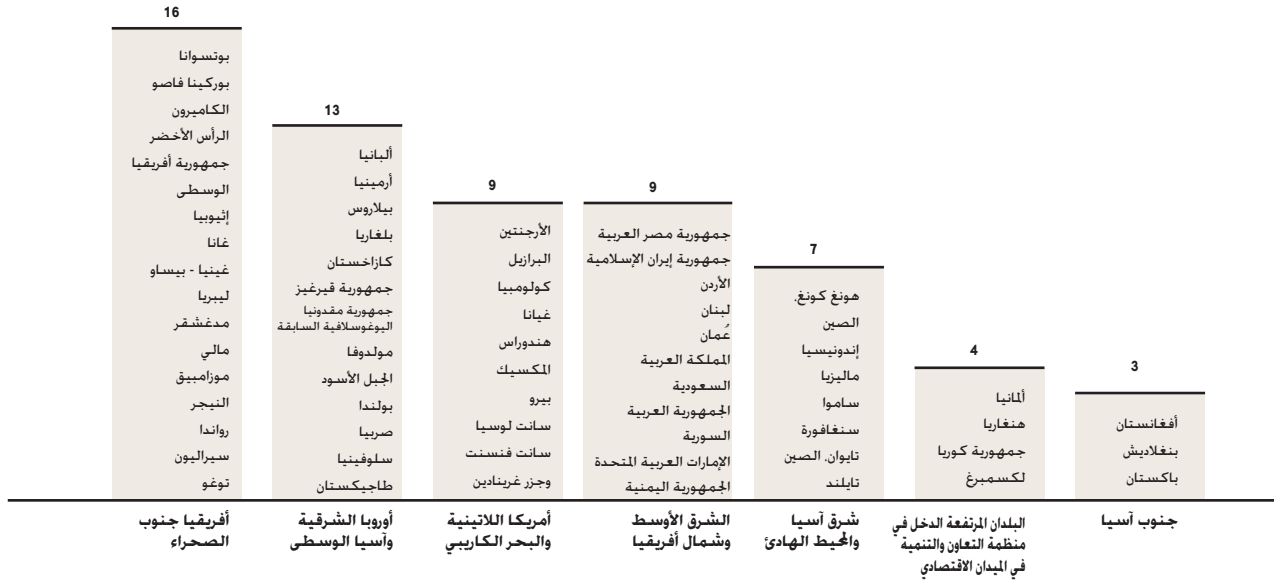 16
بوتسوانا
بوركينا فاصو
الكاميرون
الرأس الأخضر
جمهورية أفريقيا
الوسطى
إثيوبيا
غانا
غينيا - بيساو
ليبريا
مدغشقر
مالي
موزامبيق
النيجر
رواندا
سيراليون
توغو
أفريقيا جنوب
الصحراء
13
ألبانيا
أرمينيا
بيلاروس
بلغاريا
كازاخستان
جمهورية قيرغيز
جمهورية مقدونيا
اليوغوسلافية السابقة
مولدوفا
الجبل الأسود
بولندا
صربيا
سلوفينيا
طاجيكستان
أوروبا الشرقية
وآسيا الوسطى
9
الأرجنتين
البرازيل
كولومبيا
غيانا
هندوراس
المكسيك
بيرو
سانت لوسيا
سانت فنسنت
وجزر غرينادين
أمريكا اللاتينية
والبحر الكاريبي
9
جمهورية مصر العربية
جمهورية إيران الإسلامية
الأردن
لبنان
عُمان
المملكة العربية
السعودية
الجمهورية العربية
السورية
الإمارات العربية المتحدة
الجمهورية اليمنية
الشرق الأوسط
وشمال أفريقيا
7
هونغ كونغ،
الصين
إندونيسيا
ماليزيا
ساموا
سنغافورة
تايوان، الصين
تايلند
شرق آسيا
والمحيط الهادئ
4
ألمانيا
هنغاريا
جمهورية كوريا
لكسمبرغ
البلدان المرتفعة الدخل في
منظمة التعاون والتنمية
في الميدان الاقتصادي
3
أفغانستان
بنغلاديش
باكستان
جنوب آسيا